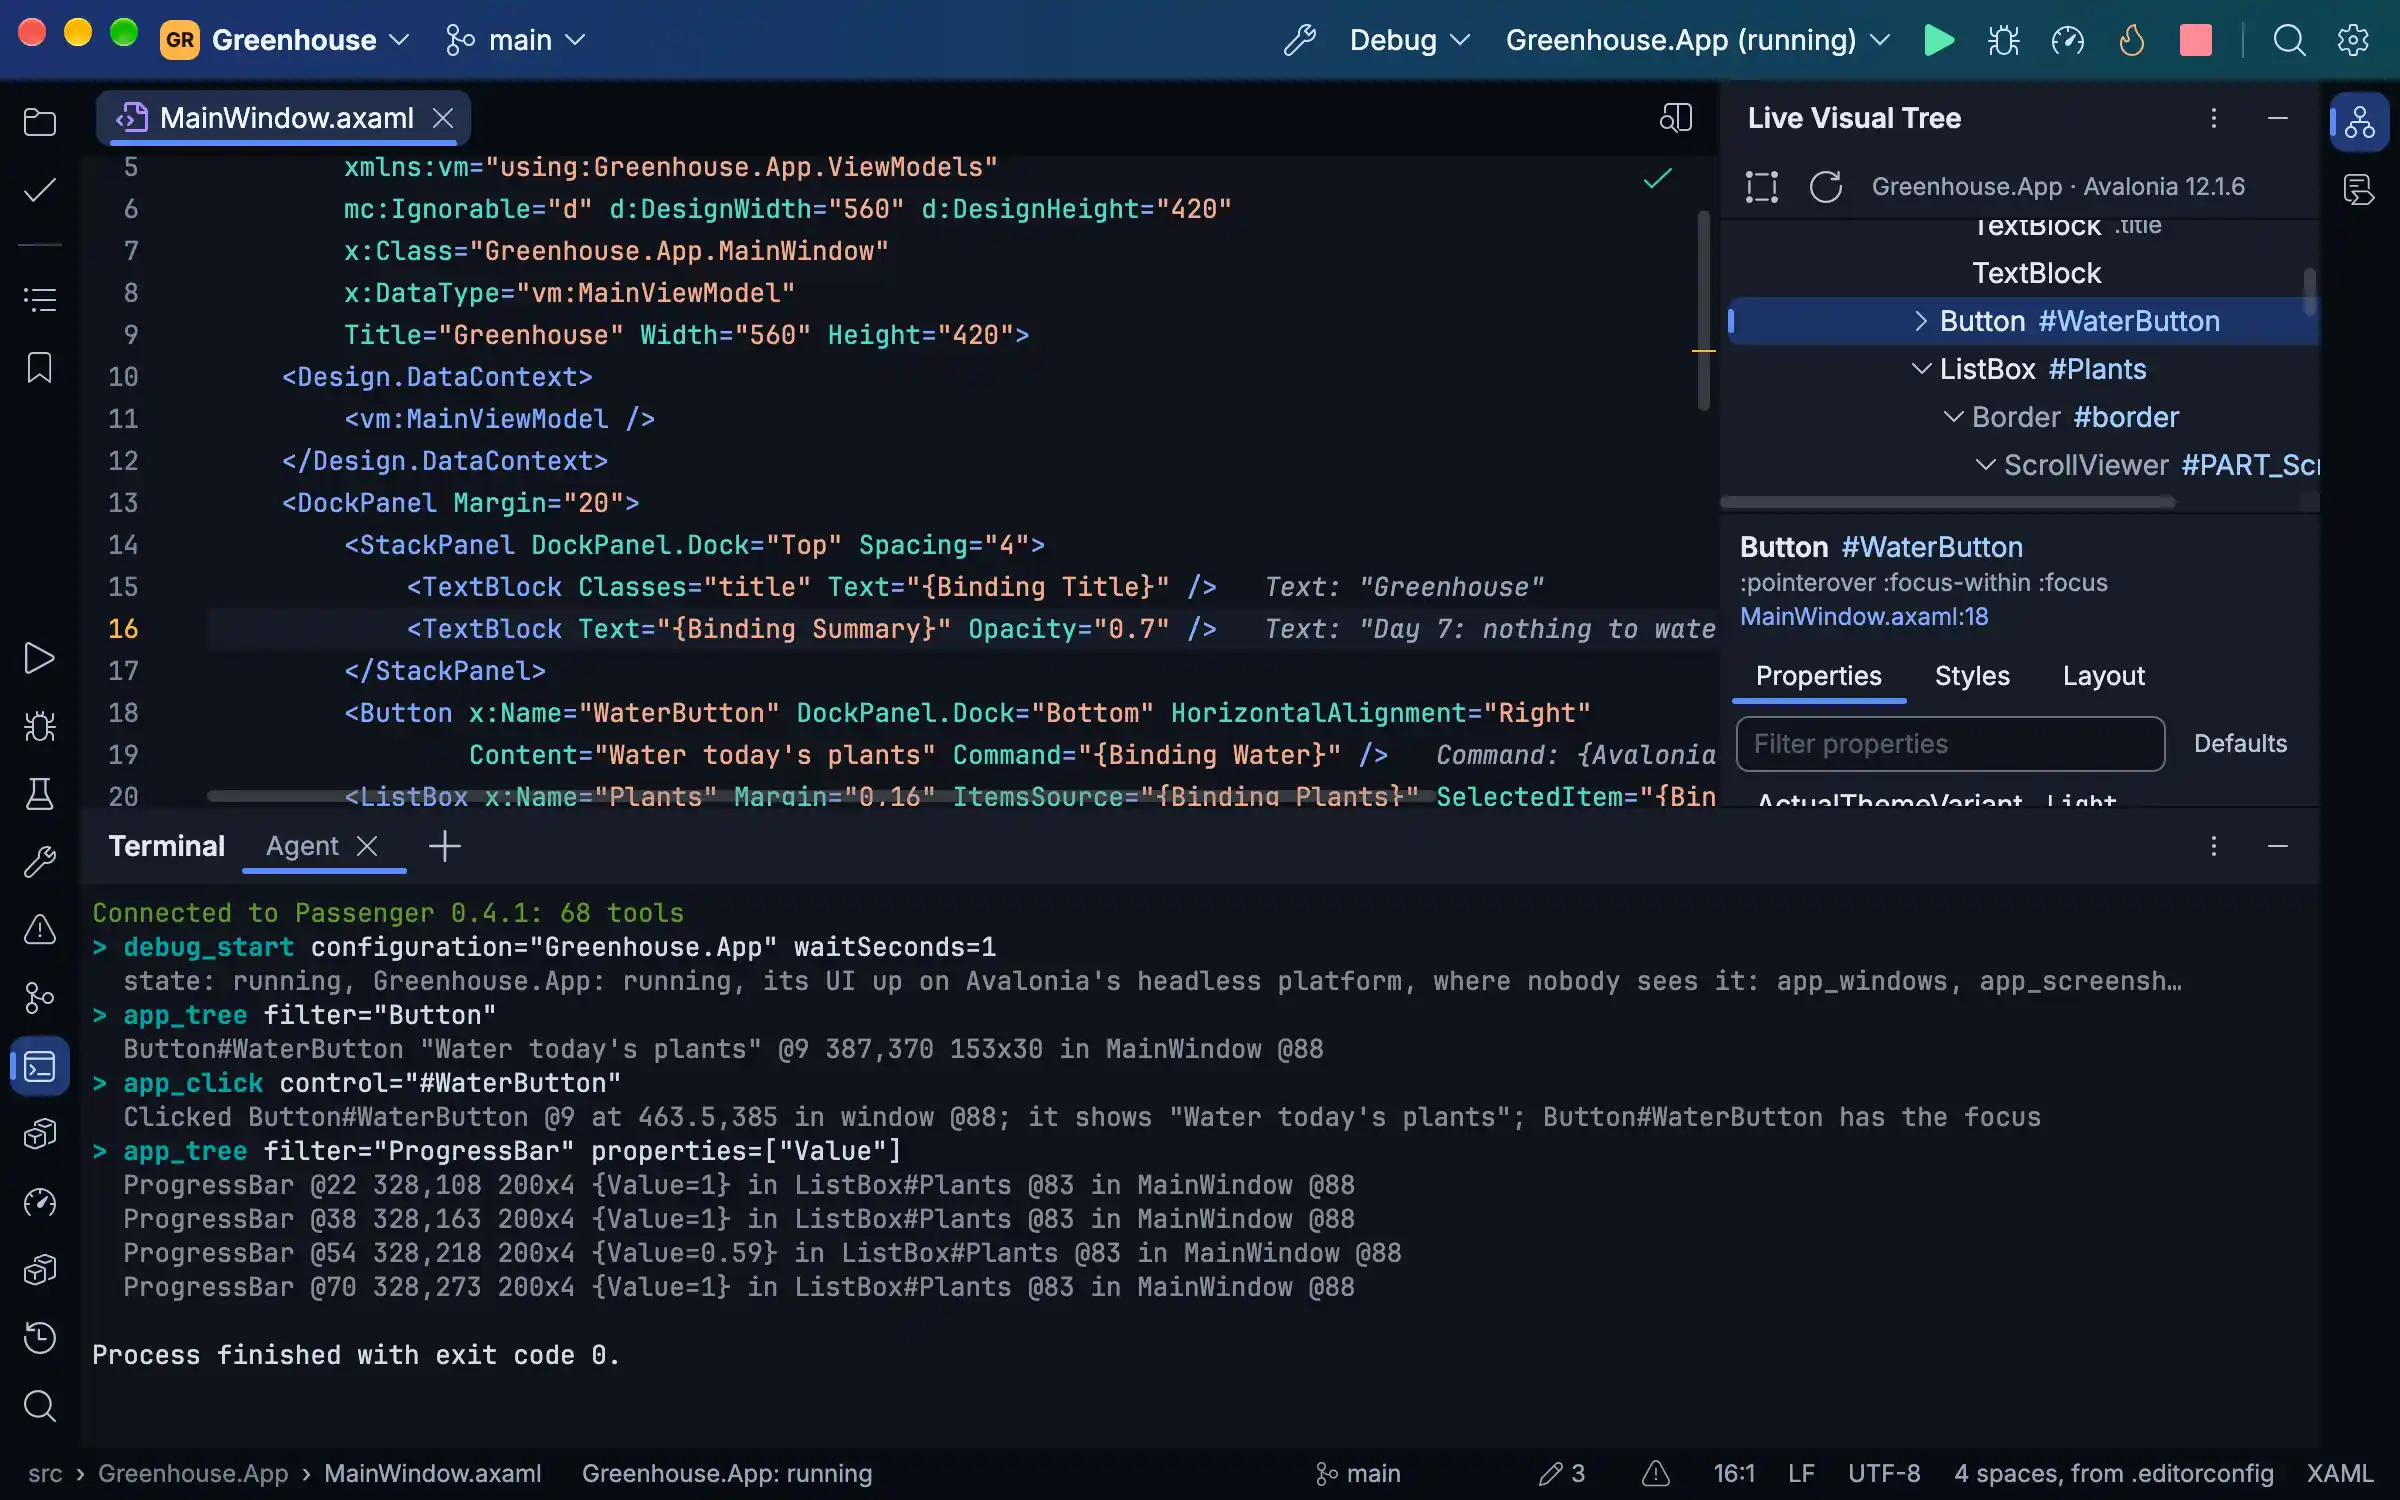 GR Greenhouse main Debug Greenhouse.App (running)
MainWindow.axaml
5 xmlns:vm="using:Greenhouse.App.ViewModels"
6 mc:Ignorable="d" d:DesignWidth="560" d:DesignHeight="420"
7 x:Class="Greenhouse.App.MainWindow"
8 x:DataType="vm:MainViewModel"
9 Title="Greenhouse" Width="560" Height="420">
10 <Design.DataContext>
11 <vm:MainViewModel />
12 </Design.DataContext>
13 <DockPanel Margin="20">
14 <StackPanel DockPanel.Dock="Top" Spacing="4">
15 <TextBlock Classes="title" Text="{Binding Title}" /> Text: "Greenhouse"
16 <TextBlock Text="{Binding Summary}" Opacity="0.7" /> Text: "Day 7: nothing to wate
17 </StackPanel>
18 <Button x:Name="WaterButton" DockPanel.Dock="Bottom" HorizontalAlignment="Right"
19 Content="Water today's plants" Command="{Binding Water}" /> Command: {Avalonia
20 <ListBox x:Name="Plants" Margin="0,16" ItemsSource="{Binding Plants}" SelectedItem="{Bin
Live Visual Tree
Greenhouse.App · Avalonia 12.1.6
TextBlock .title
TextBlock
Button #WaterButton
ListBox #Plants
Border #border
ScrollViewer #PART_Scr
Button #WaterButton
:pointerover :focus-within :focus
MainWindow.axaml:18
Properties Styles Layout
Filter properties Defaults
ActualThemeVariant Light
Terminal Agent
Connected to Passenger 0.4.1: 68 tools
> debug_start configuration="Greenhouse.App" waitSeconds=1
state: running, Greenhouse.App: running, its UI up on Avalonia's headless platform, where nobody sees it: app_windows, app_screensh…
> app_tree filter="Button"
Button#WaterButton "Water today's plants" @9 387,370 153x30 in MainWindow @88
> app_click control="#WaterButton"
Clicked Button#WaterButton @9 at 463.5,385 in window @88; it shows "Water today's plants"; Button#WaterButton has the focus
> app_tree filter="ProgressBar" properties=["Value"]
ProgressBar @22 328,108 200x4 {Value=1} in ListBox#Plants @83 in MainWindow @88
ProgressBar @38 328,163 200x4 {Value=1} in ListBox#Plants @83 in MainWindow @88
ProgressBar @54 328,218 200x4 {Value=0.59} in ListBox#Plants @83 in MainWindow @88
ProgressBar @70 328,273 200x4 {Value=1} in ListBox#Plants @83 in MainWindow @88
Process finished with exit code 0.
src › Greenhouse.App › MainWindow.axaml Greenhouse.App: running main 3 16:1 LF UTF-8 4 spaces, from .editorconfig XAML